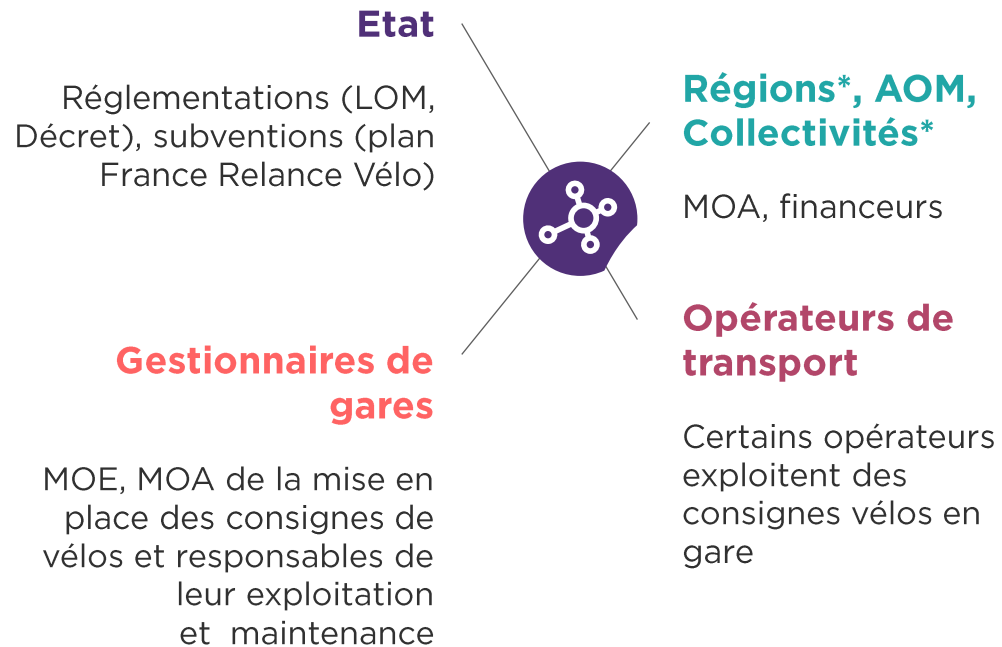 Etat
Réglementations (LOM,
Décret), subventions (plan
France Relance Vélo)
Régions*, AOM,
Collectivités*
MOA, financeurs
Gestionnaires de
gares
MOE, MOA de la mise en
place des consignes de
vélos et responsables de
leur exploitation
et  maintenance
Opérateurs de
transport
Certains opérateurs
exploitent des
consignes vélos en
gare